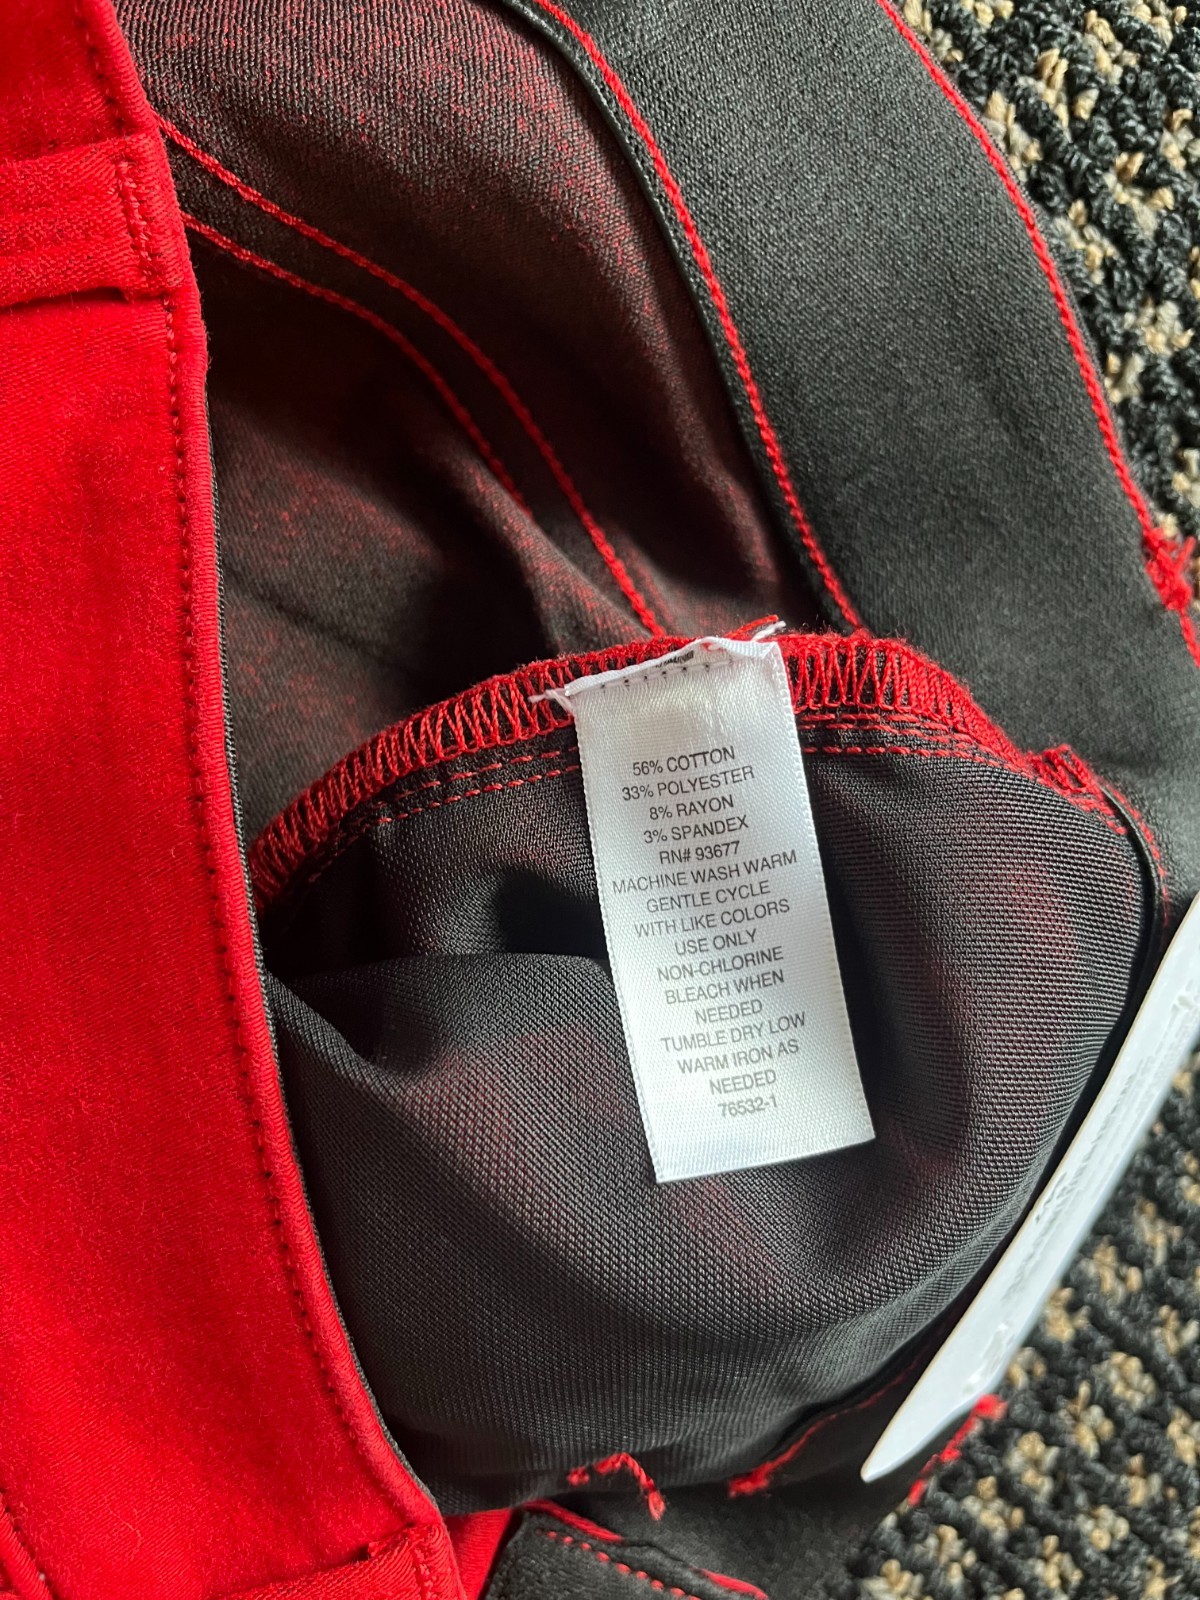 56% COTTON
33% POLYESTER
8% RAYON
3% SPANDEX
RN# 93677
MACHINE WASH WARM
GENTLE CYCLE
WITH LIKE COLORS
USE ONLY
NON-CHLORINE
BLEACH WHEN
NEEDED
TUMBLE DRY LOW
WARM IRON AS
NEEDED
76532-1